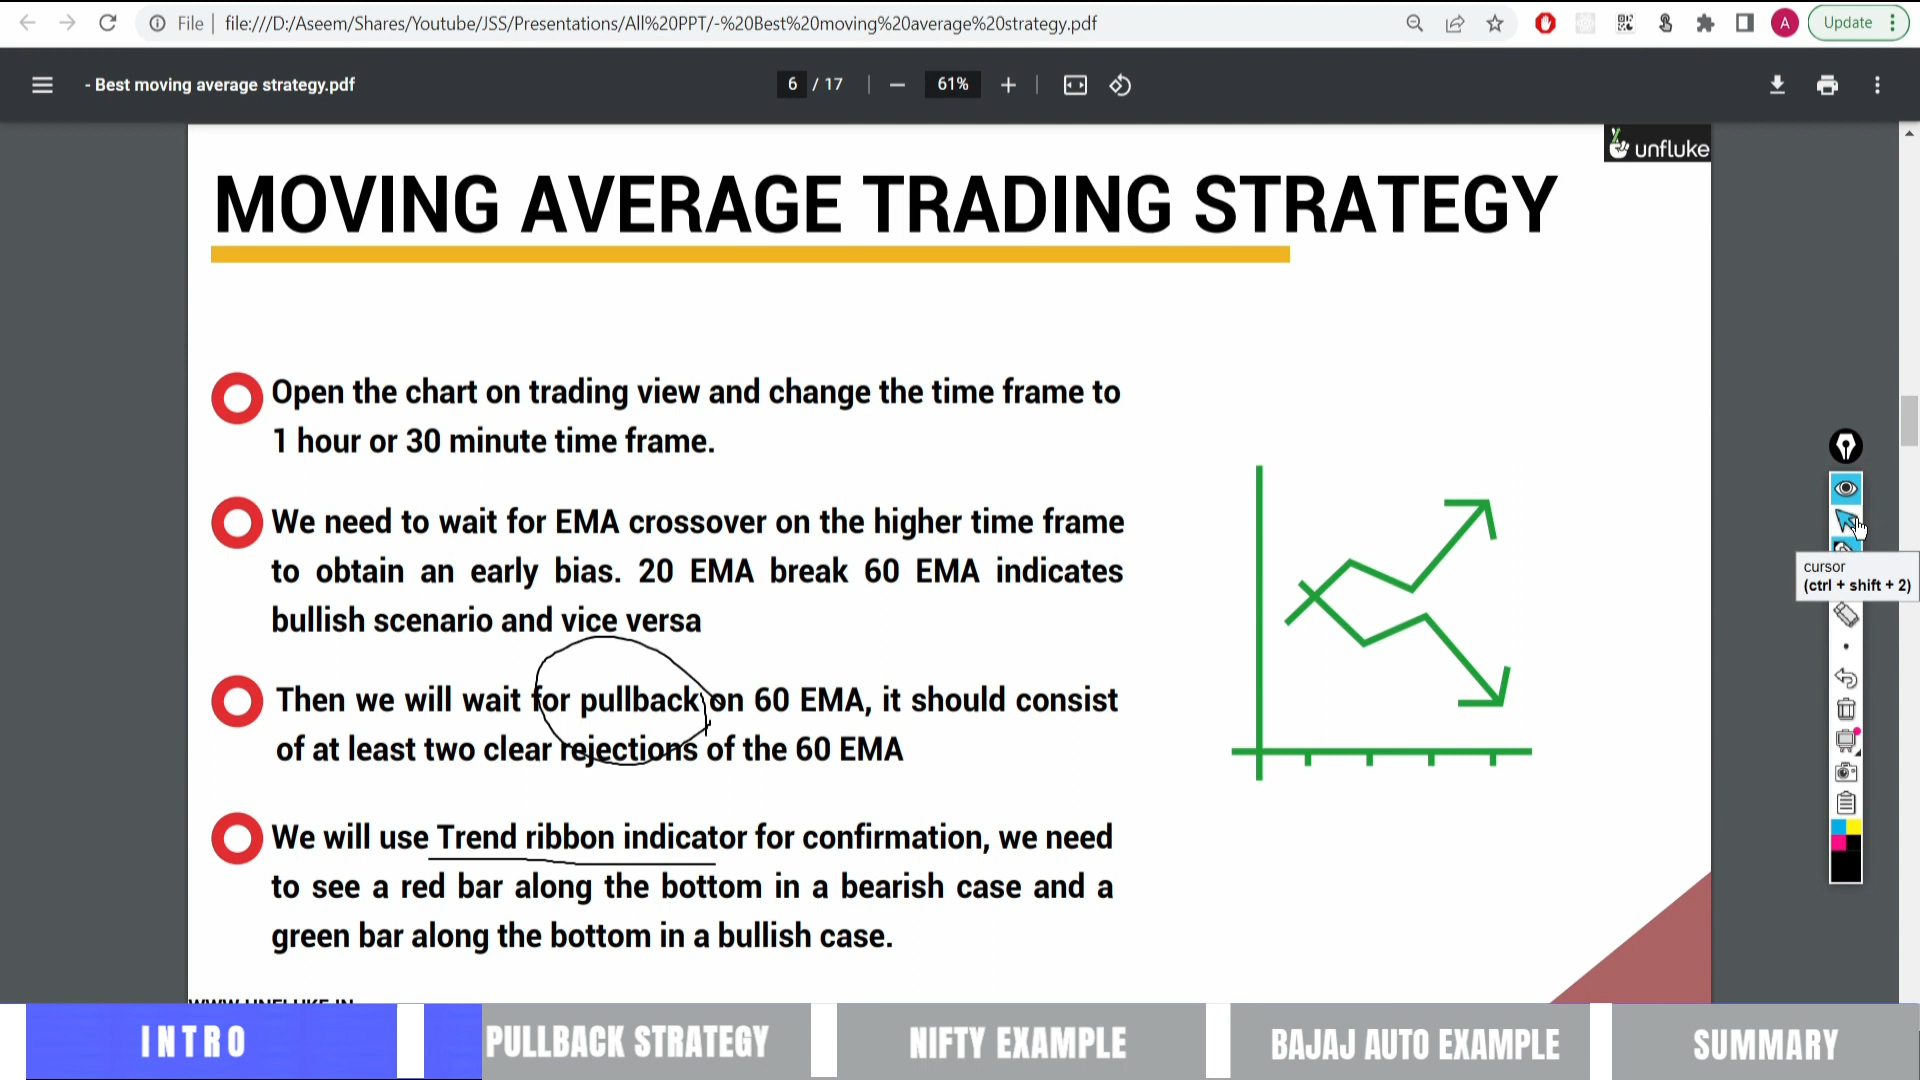 File
file:///D:/Aseem/Shares/Youtube/JSS/Presentations/All%20PPT/-%20Best%20moving%20average%20strategy.pdf
A
Update
- Best moving average strategy.pdf
6 / 17
61%
unfluke
MOVING AVERAGE TRADING STRATEGY
Open the chart on trading view and change the time frame to
1 hour or 30 minute time frame.
We need to wait for EMA crossover on the higher time frame
to obtain an early bias. 20 EMA break 60 EMA indicates
bullish scenario and vice versa
Then we will wait for pullback on 60 EMA, it should consist
of at least two clear rejections of the 60 EMA
We will use Trend ribbon indicator for confirmation, we need
to see a red bar along the bottom in a bearish case and a
green bar along the bottom in a bullish case.
cursor
(ctrl + shift + 2)
WWW.UNFLUKE.IN
INTRO
PULLBACK STRATEGY
NIFTY EXAMPLE
BAJAJ AUTO EXAMPLE
SUMMARY